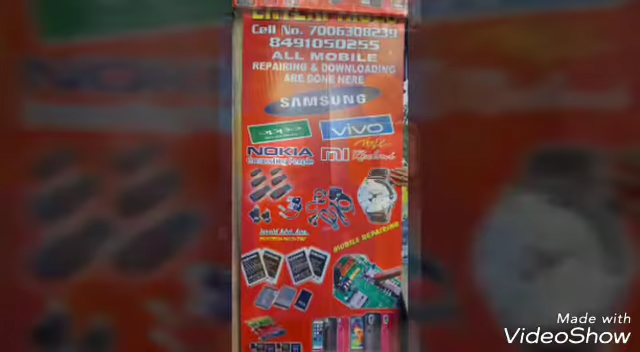 Cell No. 7006308239
8491050255
ALL MOBILE
REPAIRING & DOWNLOADING
ARE DONE HERE
SAMSUNG
oppo
vivo
NOKIA
Connecting People
mi
MOBILE REPAIRING
Made with
VideoShow